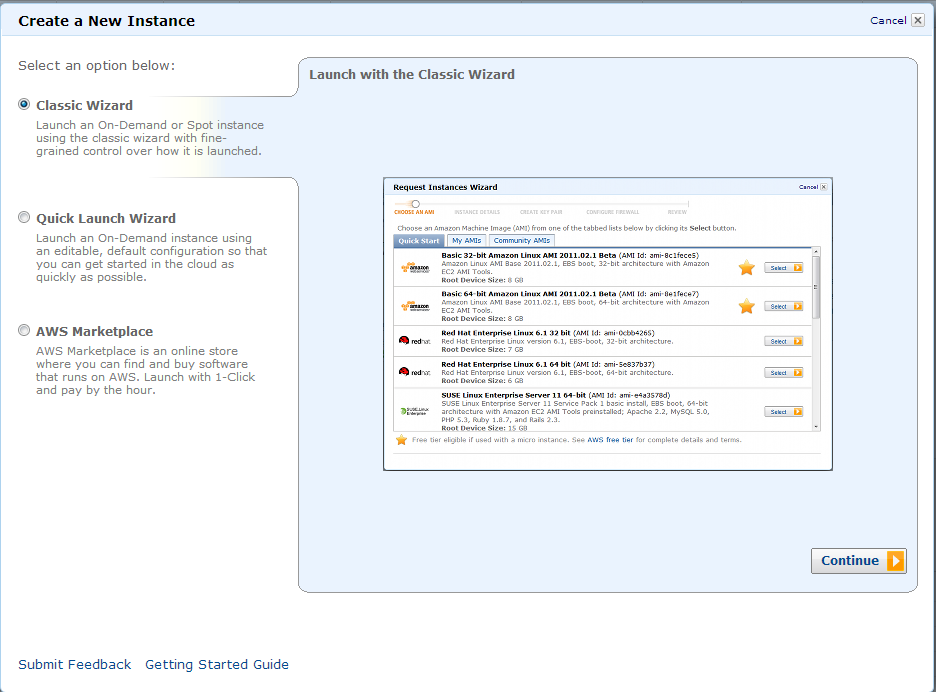 Create a New Instance
Cancel
Select an option below:
Classic Wizard
Launch an On-Demand or Spot instance
using the classic wizard with fine-
grained control over how it is launched.
Quick Launch Wizard
Launch an On-Demand instance using
an editable, default configuration so that
you can get started in the cloud as
quickly as possible.
AWS Marketplace
AWS Marketplace is an online store
where you can find and buy software
that runs on AWS. Launch with 1-Click
and pay by the hour.
Launch with the Classic Wizard
Request Instances Wizard
Cancel
CHOOSE AN AMI INSTANCE DETAILS CREATE KEY PAIR CONFIGURE FIREWALL REVIEW
Choose an Amazon Machine Image (AMI) from one of the tabbed lists below by clicking its Select button.
Quick Start My AMIs Community AMIs
amazon
Basic 32-bit Amazon Linux AMI 2011.02.1 Beta (AMI Id: ami-8c1fece5)
Amazon Linux AMI Base 2011.02.1, EBS boot, 32-bit architecture with Amazon
EC2 AMI Tools.
Root Device Size: 8 GB
Select
amazon
Basic 64-bit Amazon Linux AMI 2011.02.1 Beta (AMI Id: ami-8e1fece7)
Amazon Linux AMI Base 2011.02.1, EBS boot, 64-bit architecture with Amazon
EC2 AMI Tools.
Root Device Size: 8 GB
Select
redhat
Red Hat Enterprise Linux 6.1 32 bit (AMI Id: ami-0cbb4265)
Red Hat Enterprise Linux version 6.1, EBS-boot, 32-bit architecture.
Root Device Size: 7 GB
Select
redhat
Red Hat Enterprise Linux 6.1 64 bit (AMI Id: ami-5e837b37)
Red Hat Enterprise Linux version 6.1, EBS-boot, 64-bit architecture.
Root Device Size: 6 GB
Select
SUSE Linux
Enterprise
SUSE Linux Enterprise Server 11 64-bit (AMI Id: ami-e4a3578d)
SUSE Linux Enterprise Server 11 Service Pack 1 basic install, EBS boot, 64-bit
architecture with Amazon EC2 AMI Tools preinstalled; Apache 2.2, MySQL 5.0,
PHP 5.3, Ruby 1.8.7, and Rails 2.3.
Root Device Size: 15 GB
Select
Free tier eligible if used with a micro instance. See AWS free tier for complete details and terms.
Continue
Submit Feedback Getting Started Guide